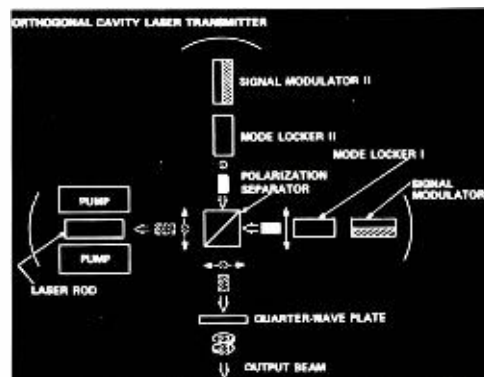 ORTHOGONAL CAVITY LASER TRANSMITTER
SIGNAL MODULATOR II
MODE LOCKER II
MODE LOCKER I
POLARIZATION
SEPARATOR
SIGNAL
MODULATOR
PUMP
PUMP
LASER ROD
QUARTER-WAVE PLATE
OUTPUT BEAM